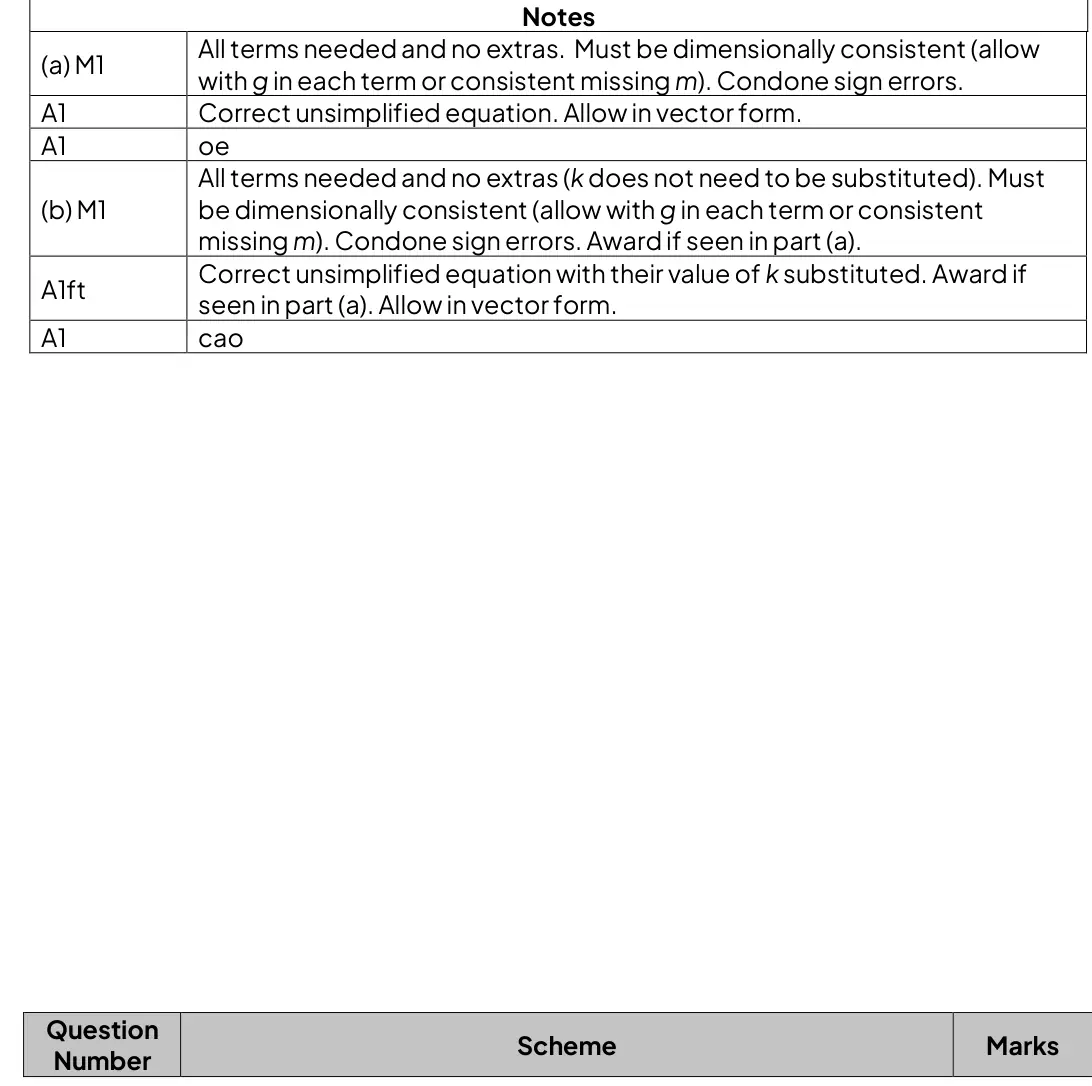 Notes
(a) M1
All terms needed and no extras.  Must be dimensionally consistent (allow
with g in each term or consistent missing m). Condone sign errors.
A1
Correct unsimplified equation. Allow in vector form.
A1
oe
(b) M1
All terms needed and no extras (k does not need to be substituted). Must
be dimensionally consistent (allow with g in each term or consistent
missing m). Condone sign errors. Award if seen in part (a).
A1ft
Correct unsimplified equation with their value of k substituted. Award if
seen in part (a). Allow in vector form.
A1
cao
Question
Number
Scheme
Marks